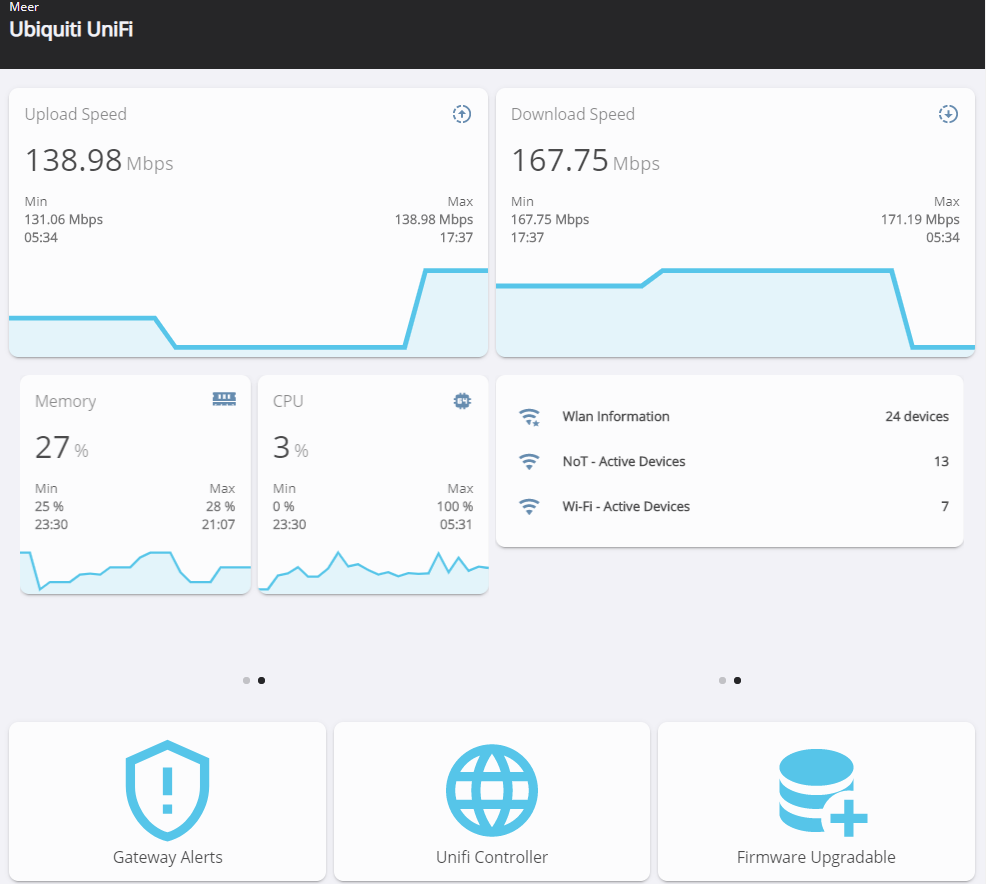 Meer
Ubiquiti UniFi
Upload Speed
138.98 Mbps
Min Max
131.06 Mbps 138.98 Mbps
05:34 17:37
Download Speed
167.75 Mbps
Min Max
167.75 Mbps 171.19 Mbps
17:37 05:34
Memory
27 %
Min Max
25 % 28 %
23:30 21:07
CPU
64
3 %
Min Max
0 % 100 %
23:30 05:31
Wlan Information 24 devices
NoT - Active Devices 13
Wi-Fi - Active Devices 7
Gateway Alerts
Unifi Controller
Firmware Upgradable